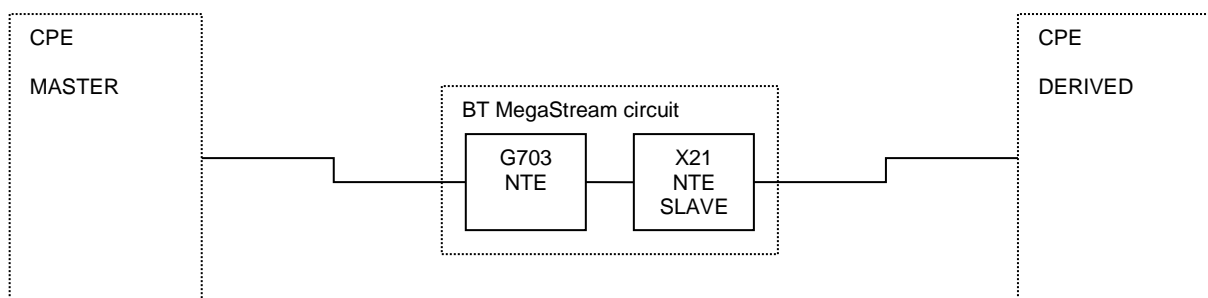 CPE
MASTER
BT MegaStream circuit
G703
NTE
X21
NTE
SLAVE
CPE
DERIVED